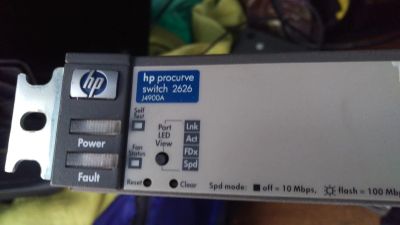 hp
hp procurve
switch 2626
J4900A
Self
Test
Port
LED
View
Lnk
Act
FDx
Spd
Power
Fan
Status
Fault
Reset
Clear
Spd mode: off = 10 Mbps, flash = 100 Mb